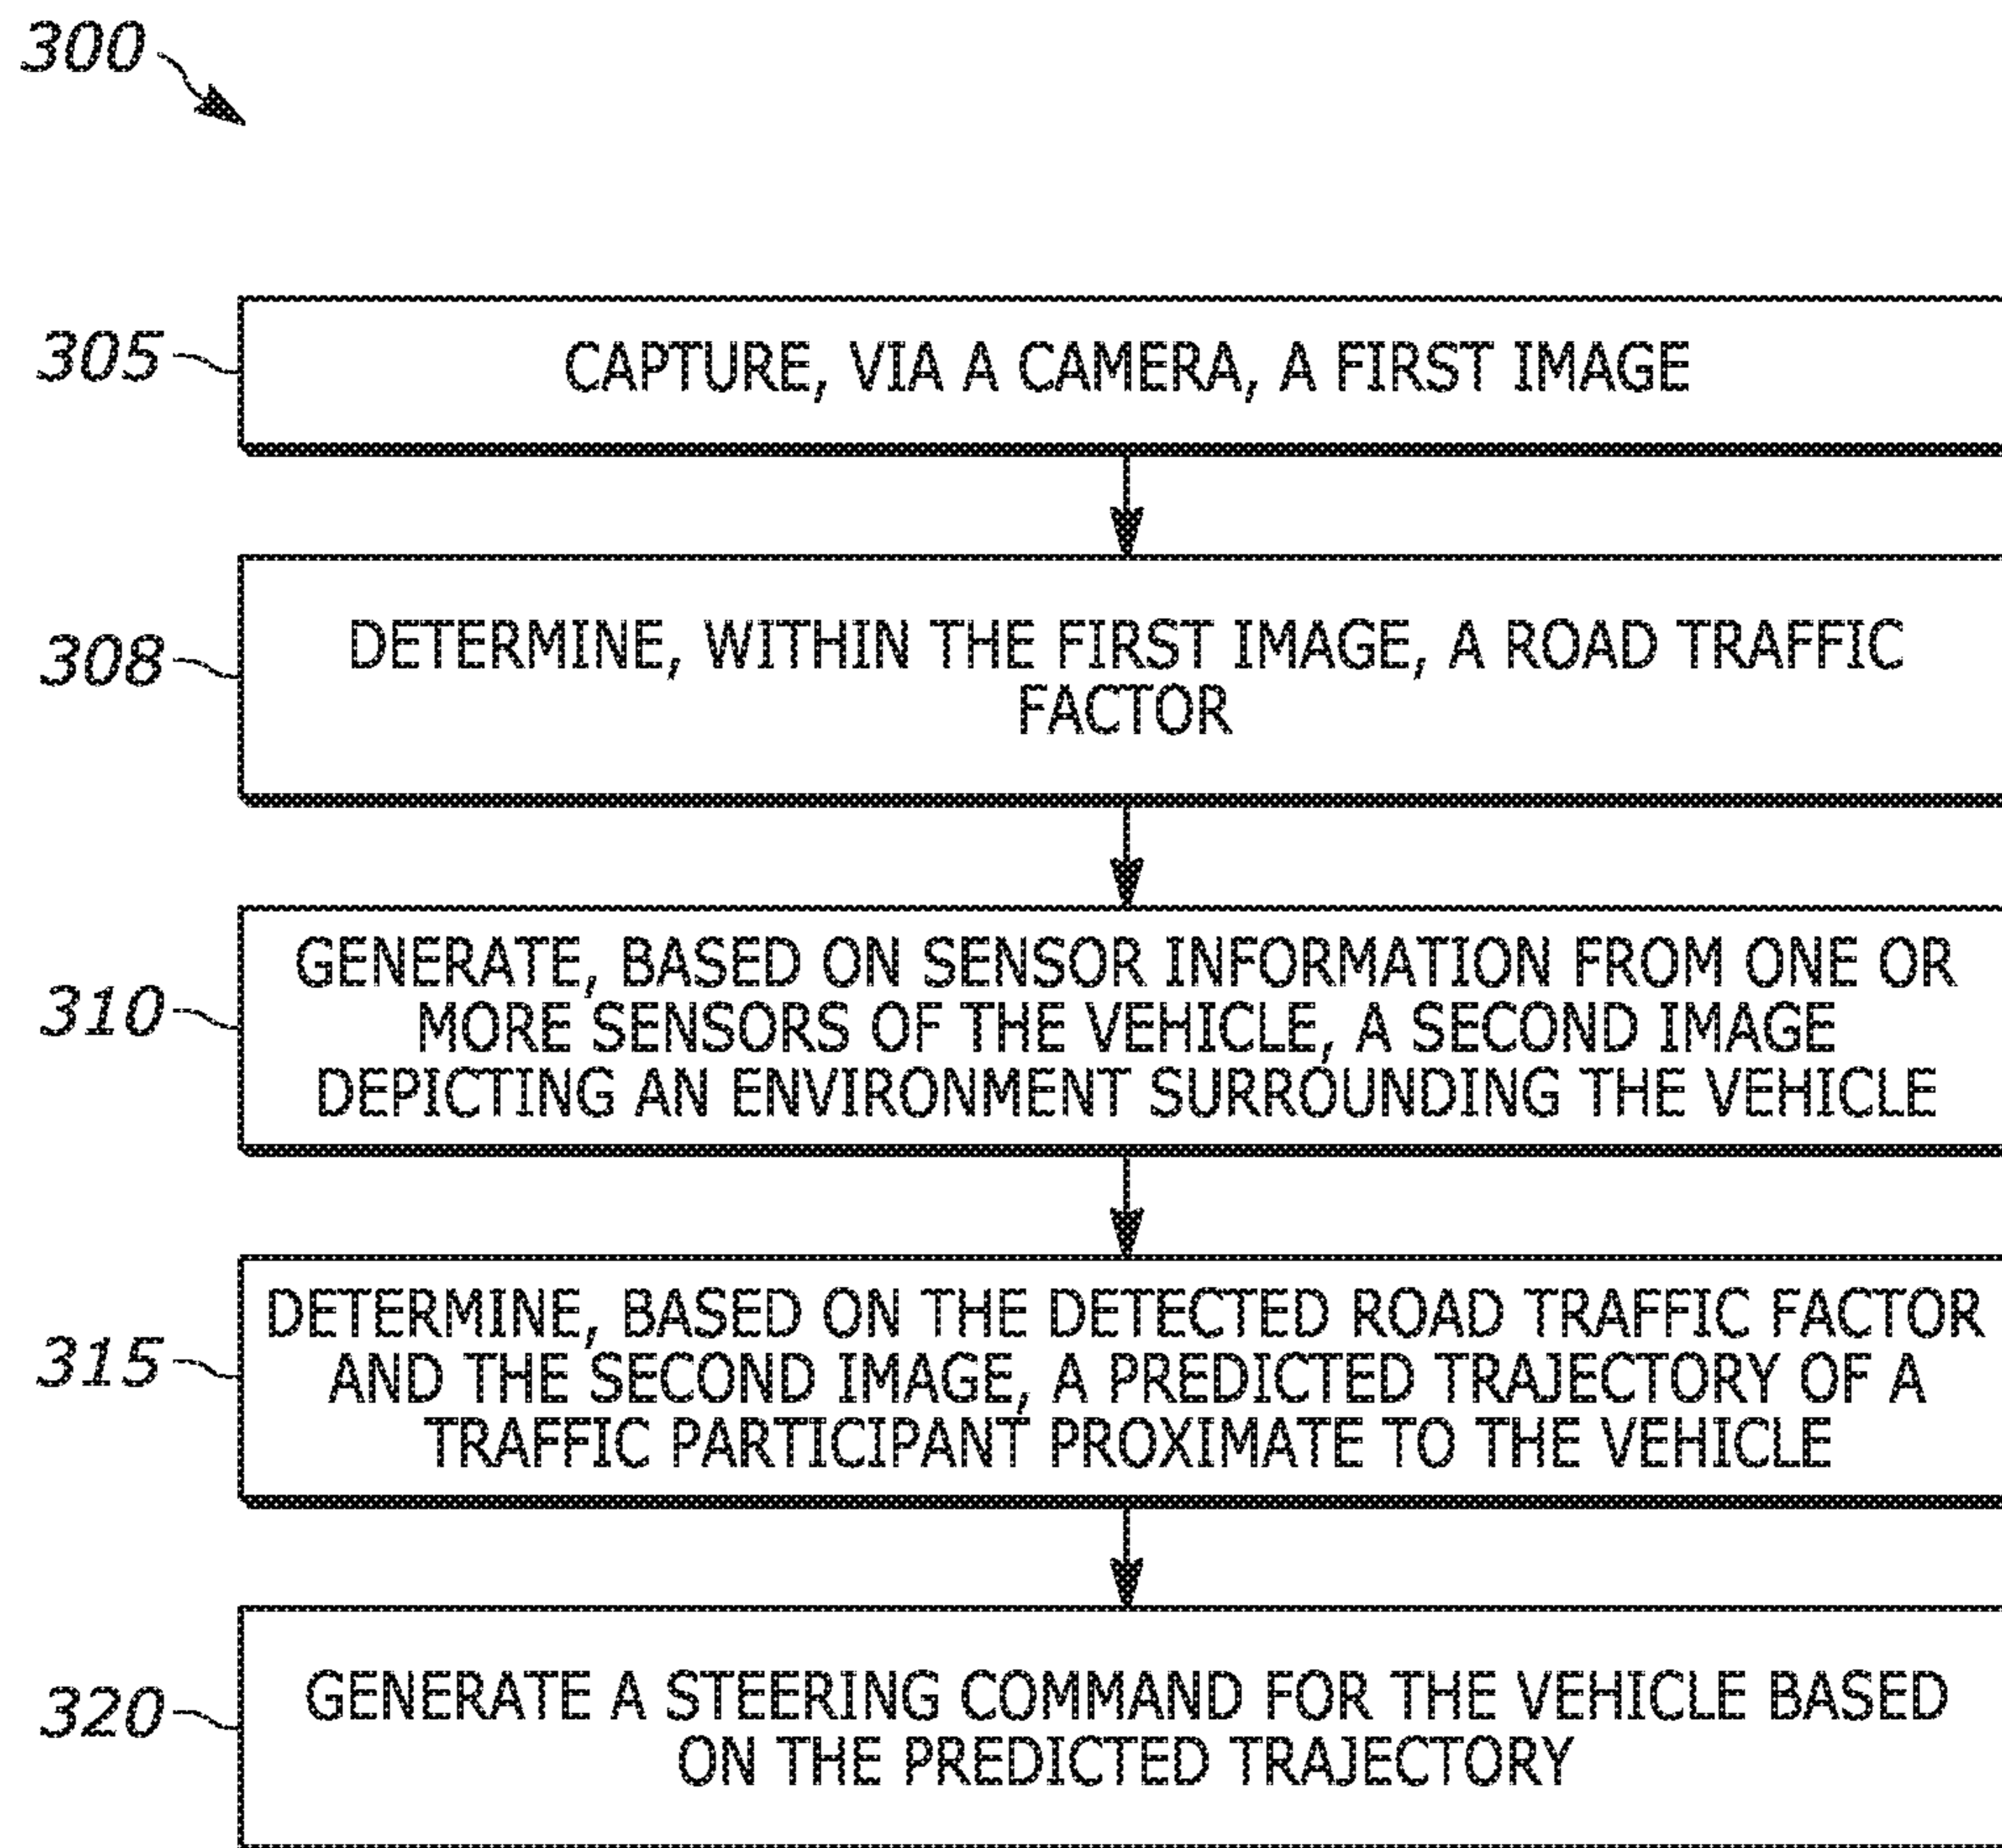 300
305
CAPTURE, VIA A CAMERA, A FIRST IMAGE
308
DETERMINE, WITHIN THE FIRST IMAGE, A ROAD TRAFFIC
FACTOR
310
GENERATE, BASED ON SENSOR INFORMATION FROM ONE OR
MORE SENSORS OF THE VEHICLE, A SECOND IMAGE
DEPICTING AN ENVIRONMENT SURROUNDING THE VEHICLE
315
DETERMINE, BASED ON THE DETECTED ROAD TRAFFIC FACTOR
AND THE SECOND IMAGE, A PREDICTED TRAJECTORY OF A
TRAFFIC PARTICIPANT PROXIMATE TO THE VEHICLE
320
GENERATE A STEERING COMMAND FOR THE VEHICLE BASED
ON THE PREDICTED TRAJECTORY